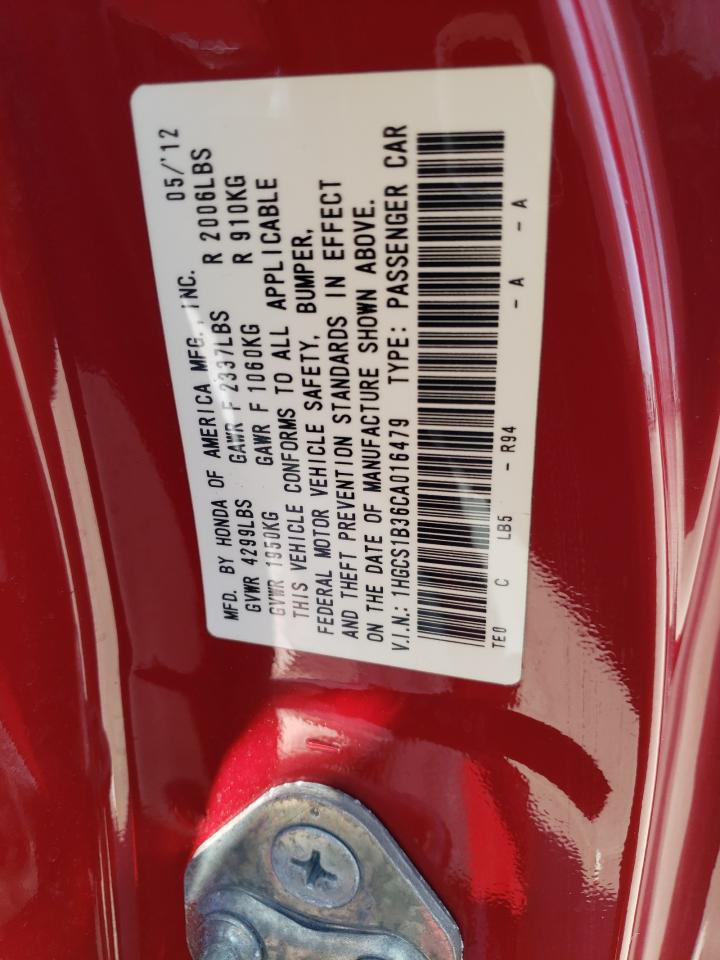 MFD. BY HONDA OF AMERICA MFG., INC. 05/'12
GVWR 4299LBS GAWR F 2337LBS R 2006LBS
GVWR 1950KG GAWR F 1060KG R 910KG
THIS VEHICLE CONFORMS TO ALL APPLICABLE
FEDERAL MOTOR VEHICLE SAFETY, BUMPER,
AND THEFT PREVENTION STANDARDS IN EFFECT
ON THE DATE OF MANUFACTURE SHOWN ABOVE.
V.I.N.: 1HGCS1B36CA016479 TYPE: PASSENGER CAR
TE0 C LB5 - R94 - A - A